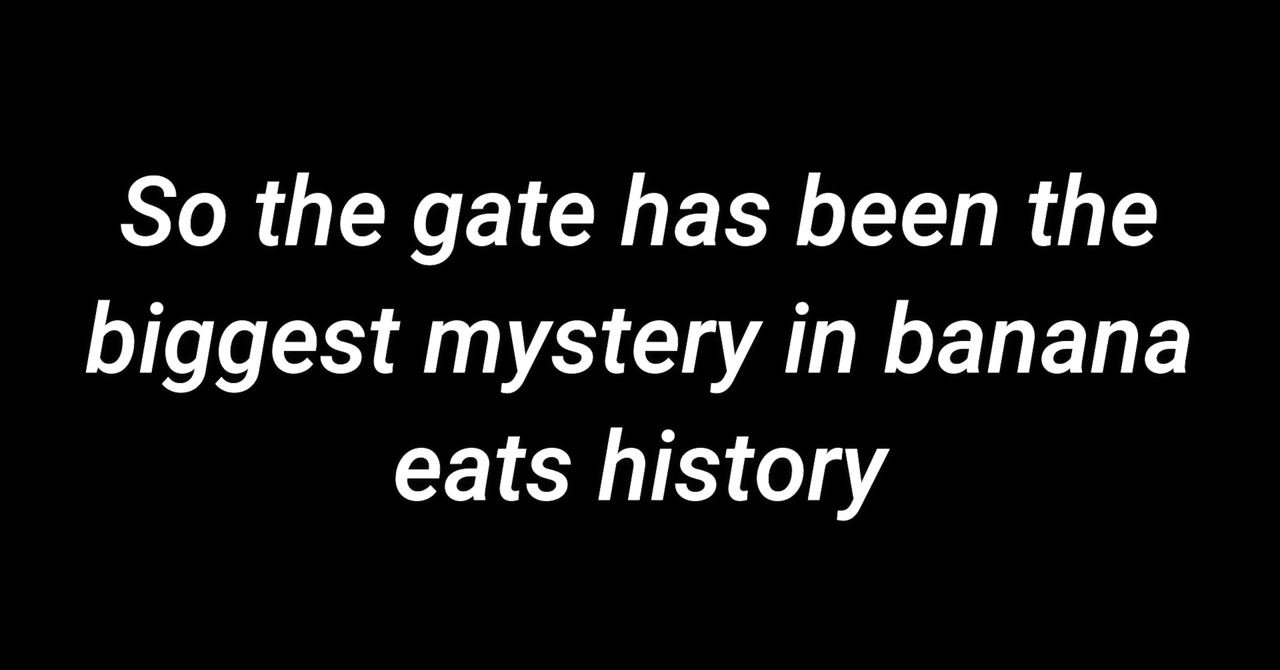 So the gate has been the
biggest mystery in banana
eats history